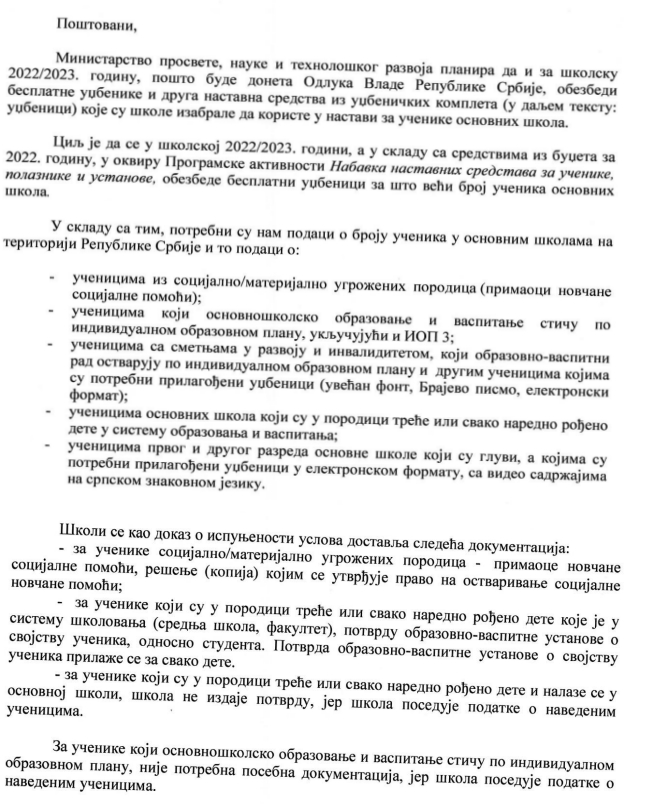 Поштовани,
Министарство просвете, науке и технолошког развоја планира да и за школску
2022/2023. годину, пошто буде донета Одлука Владе Републике Србије, обезбеди
бесплатне уџбенике и друга наставна средства из уџбеничких комплета (у даљем тексту:
уџбеници) које су школе изабрале да користе у настави за ученике основних школа.
Циљ је да се у школској 2022/2023. години, а у складу са средствима из буџета за
2022. годину, у оквиру Програмске активности Набавка наставних средстава за ученике,
полазнике и установе, обезбеде бесплатни уџбеници за што већи број ученика основних
школа.
У складу са тим, потребни су нам подаци о броју ученика у основним школама на
територији Републике Србије и то подаци о:
- ученицима из социјално/материјално угрожених породица (примаоци новчане
социјалне помоћи);
- ученицима који основношколско образовање и васпитање стичу по
индивидуалном образовном плану, укључујући и ИОП 3;
- ученицима са сметњама у развоју и инвалидитетом, који образовно-васпитни
рад остварују по индивидуалном образовном плану и другим ученицима којима
су потребни прилагођени уџбеници (увећан фонт, Брајево писмо, електронски
формат);
- ученицима основних школа који су у породици треће или свако наредно рођено
дете у систему образовања и васпитања;
- ученицима првог и другог разреда основне школе који су глуви, а којима су
потребни прилагођени уџбеници у електронском формату, са видео садржајима
на српском знаковном језику.
Школи се као доказ о испуњености услова доставља следећа документација:
- за ученике социјално/материјално угрожених породица - примаоце новчане
социјалне помоћи, решење (копија) којим се утврђује право на остваривање социјалне
новчане помоћи;
- за ученике који су у породици треће или свако наредно рођено дете које је у
систему школовања (средња школа, факултет), потврду образовно-васпитне установе о
својству ученика, односно студента. Потврда образовно-васпитне установе о својству
ученика прилаже се за свако дете.
- за ученике који су у породици треће или свако наредно рођено дете и налазе се у
основној школи, школа не издаје потврду, јер школа поседује податке о наведеним
ученицима.
За ученике који основношколско образовање и васпитање стичу по индивидуалном
образовном плану, није потребна посебна документација, јер школа поседује податке о
наведеним ученицима.